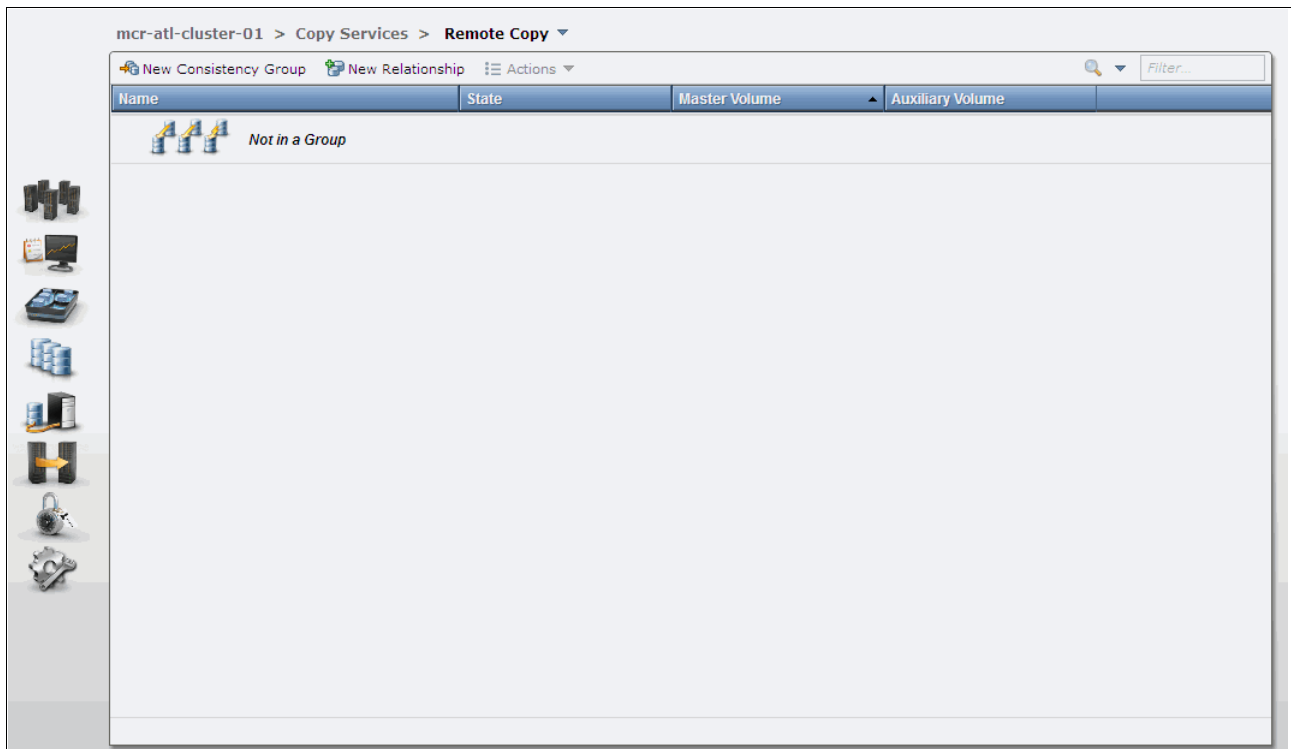 mcr-atl-cluster-01 > Copy Services > Remote Copy
New Consistency Group New Relationship Actions Filter...
Name State Master Volume Auxiliary Volume
Not in a Group